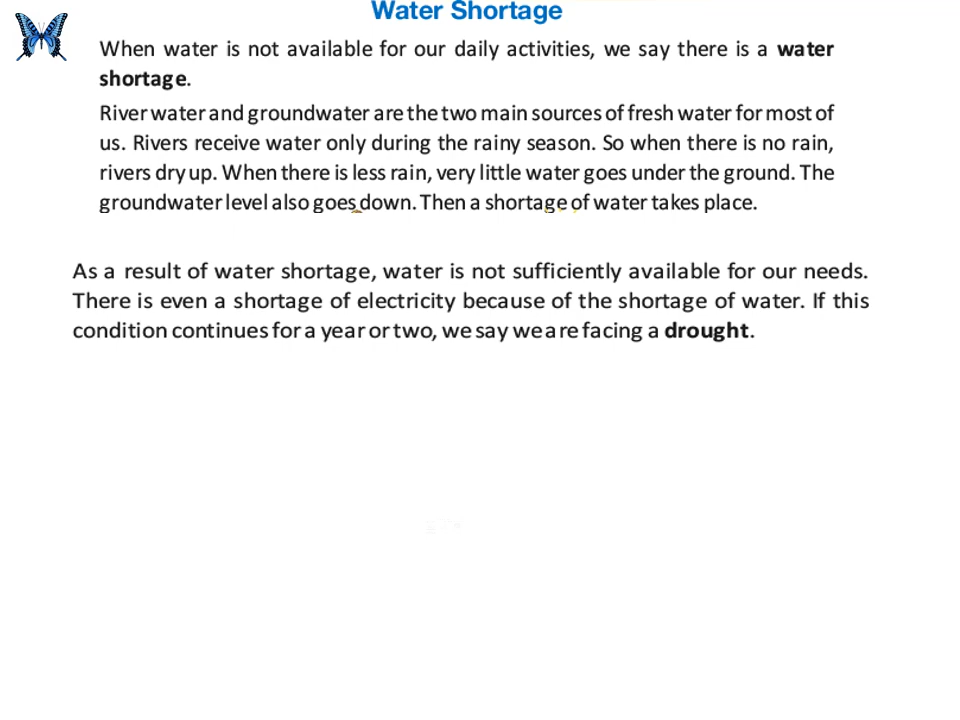 Water Shortage
When water is not available for our daily activities, we say there is a water
shortage.
River water and groundwater are the two main sources of fresh water for most of
us. Rivers receive water only during the rainy season. So when there is no rain,
rivers dry up. When there is less rain, very little water goes under the ground. The
groundwater level also goes down. Then a shortage of water takes place.
As a result of water shortage, water is not sufficiently available for our needs.
There is even a shortage of electricity because of the shortage of water. If this
condition continues for a year or two, we say we are facing a drought.